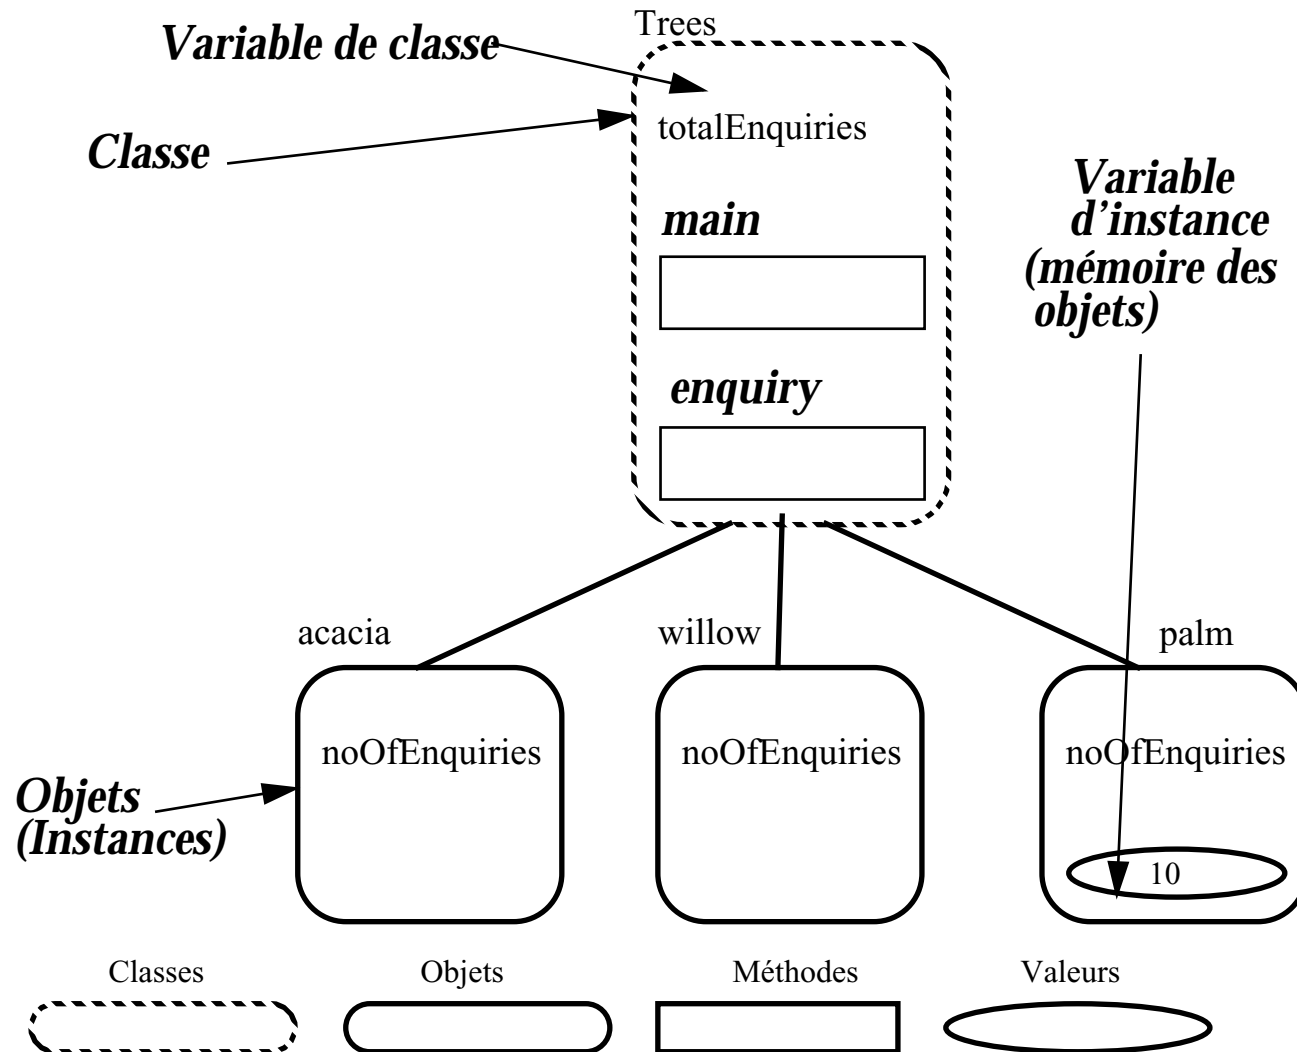 Trees
Variable de classe
totalEnquiries
Classe
main
enquiry
Variable
d’instance
(mémoire des
objets)
acacia
willow
palm
noOfEnquiries
noOfEnquiries
noOfEnquiries
Objets
(Instances)
10
Classes
Objets
Méthodes
Valeurs